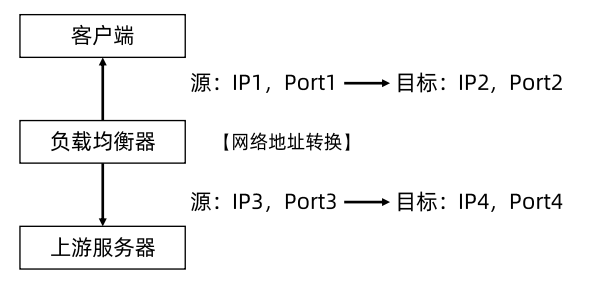 客户端
源：IP1，Port1 目标：IP2，Port2
负载均衡器 【网络地址转换】
源：IP3，Port3 目标：IP4，Port4
上游服务器